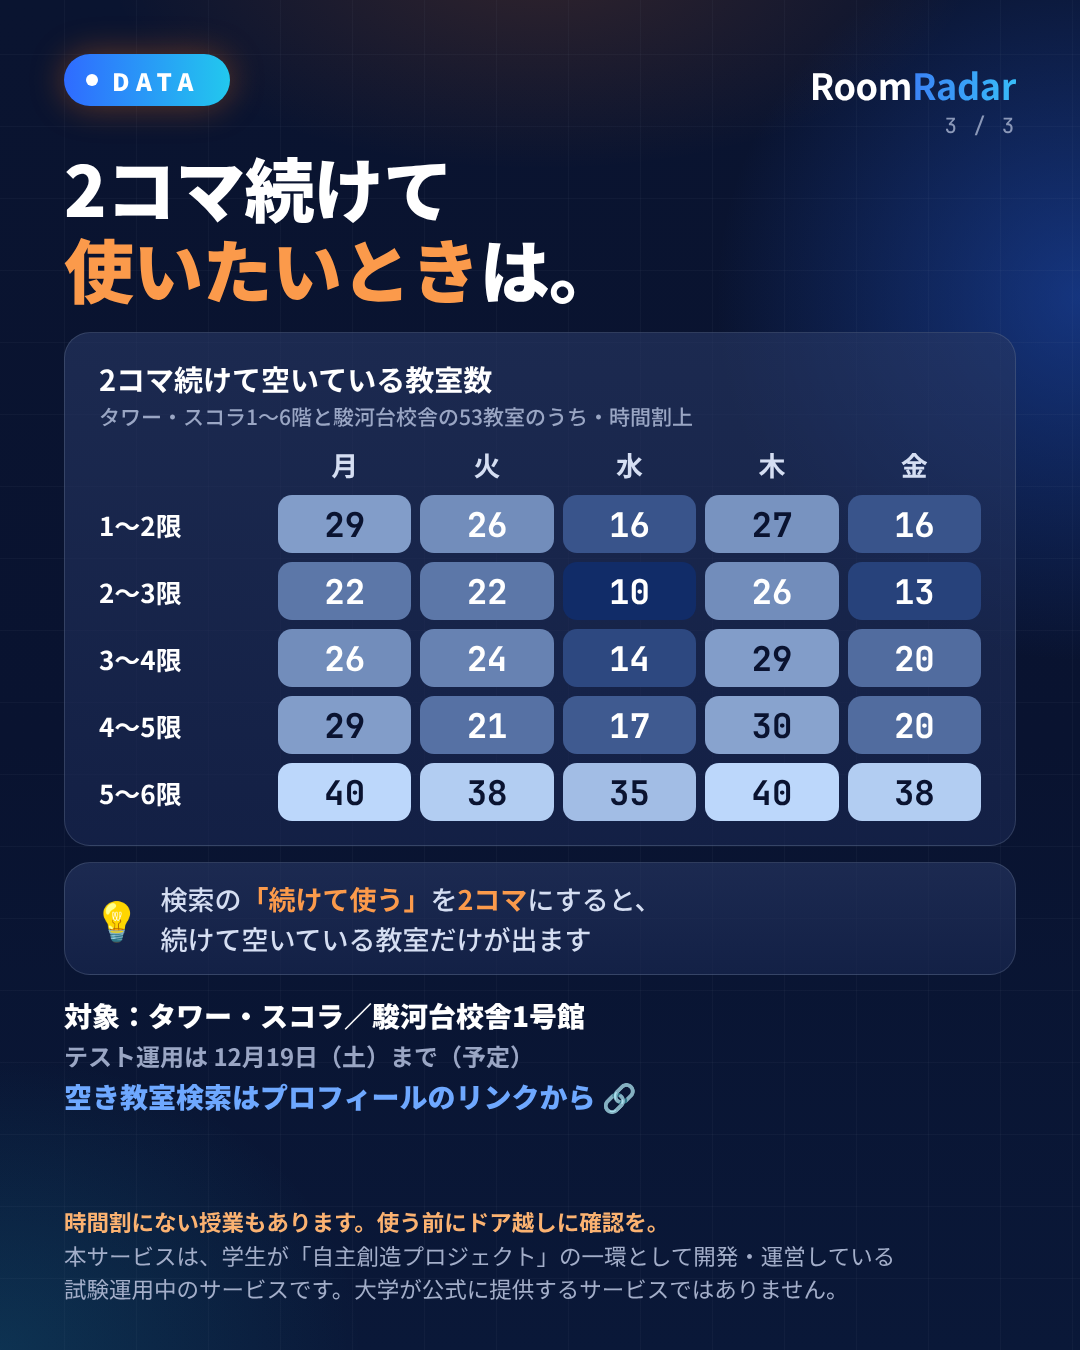 DATA
RoomRadar
3 / 3
2コマ続けて
使いたいときは。
2コマ続けて空いている教室数
タワー・スコラ1〜6階と駿河台校舎の53教室のうち・時間割上
月 火 水 木 金
1〜2限 29 26 16 27 16
2〜3限 22 22 10 26 13
3〜4限 26 24 14 29 20
4〜5限 29 21 17 30 20
5〜6限 40 38 35 40 38
検索の「続けて使う」を2コマにすると、
続けて空いている教室だけが出ます
対象：タワー・スコラ／駿河台校舎1号館
テスト運用は 12月19日（土）まで（予定）
空き教室検索はプロフィールのリンクから
時間割にない授業もあります。使う前にドア越しに確認を。
本サービスは、学生が「自主創造プロジェクト」の一環として開発・運営している
試験運用中のサービスです。大学が公式に提供するサービスではありません。